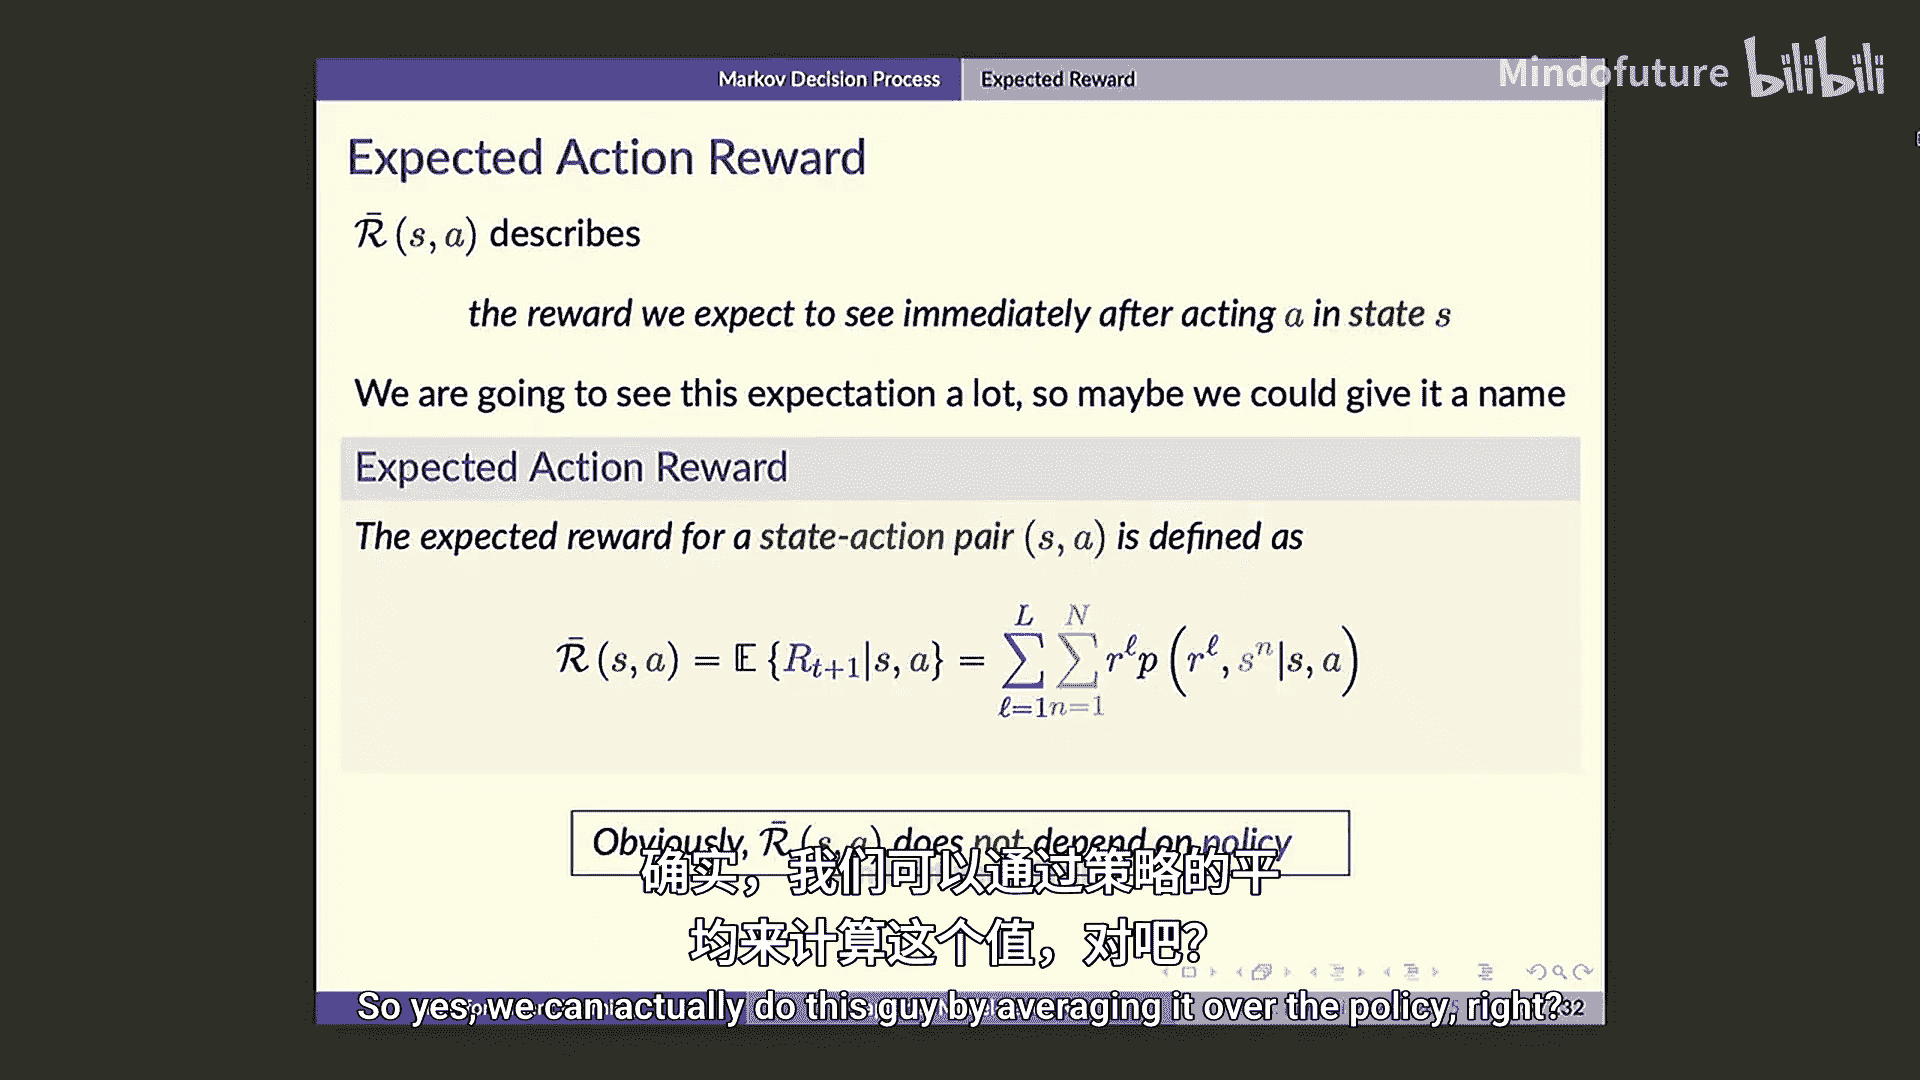 Markov Decision Process Expected Reward
Mindofuture bilibili
Expected Action Reward
R̄ (s, a) describes
the reward we expect to see immediately after acting a in state s
We are going to see this expectation a lot, so maybe we could give it a name
Expected Action Reward
The expected reward for a state-action pair (s, a) is defined as
R̄ (s, a) = 𝔼 {R_{t+1}|s, a} = ∑_{ℓ=1}^{L} ∑_{n=1}^{N} r^ℓ p (r^ℓ, s^n|s, a)
Obviously, R̄ (s, a) does not depend on policy
确实，我们可以通过策略的平
均来计算这个值，对吧？
So yes, we can actually do this guy by averaging it over the policy, right?
32